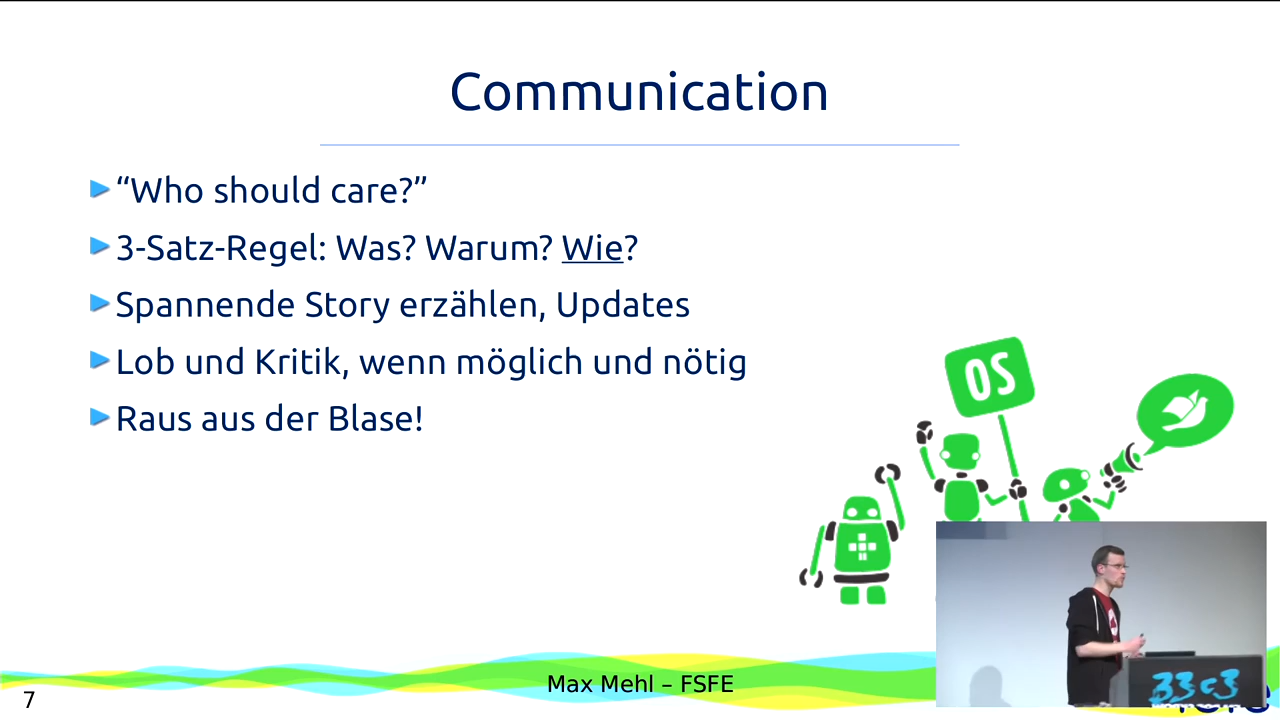 Communication
“Who should care?”
3-Satz-Regel: Was? Warum? Wie?
Spannende Story erzählen, Updates
Lob und Kritik, wenn möglich und nötig
Raus aus der Blase!
OS
33c3
Max Mehl – FSFE
7